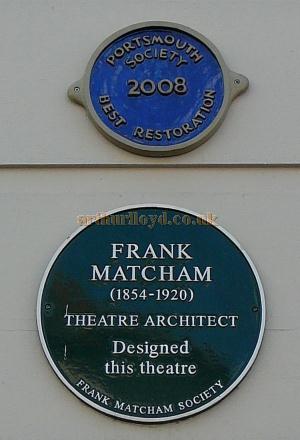 PORTSMOUTH
SOCIETY
2008
BEST RESTORATION
arthurlloyd.co.uk
FRANK
MATCHAM
(1854-1920)
THEATRE ARCHITECT
Designed
this theatre
FRANK MATCHAM SOCIETY